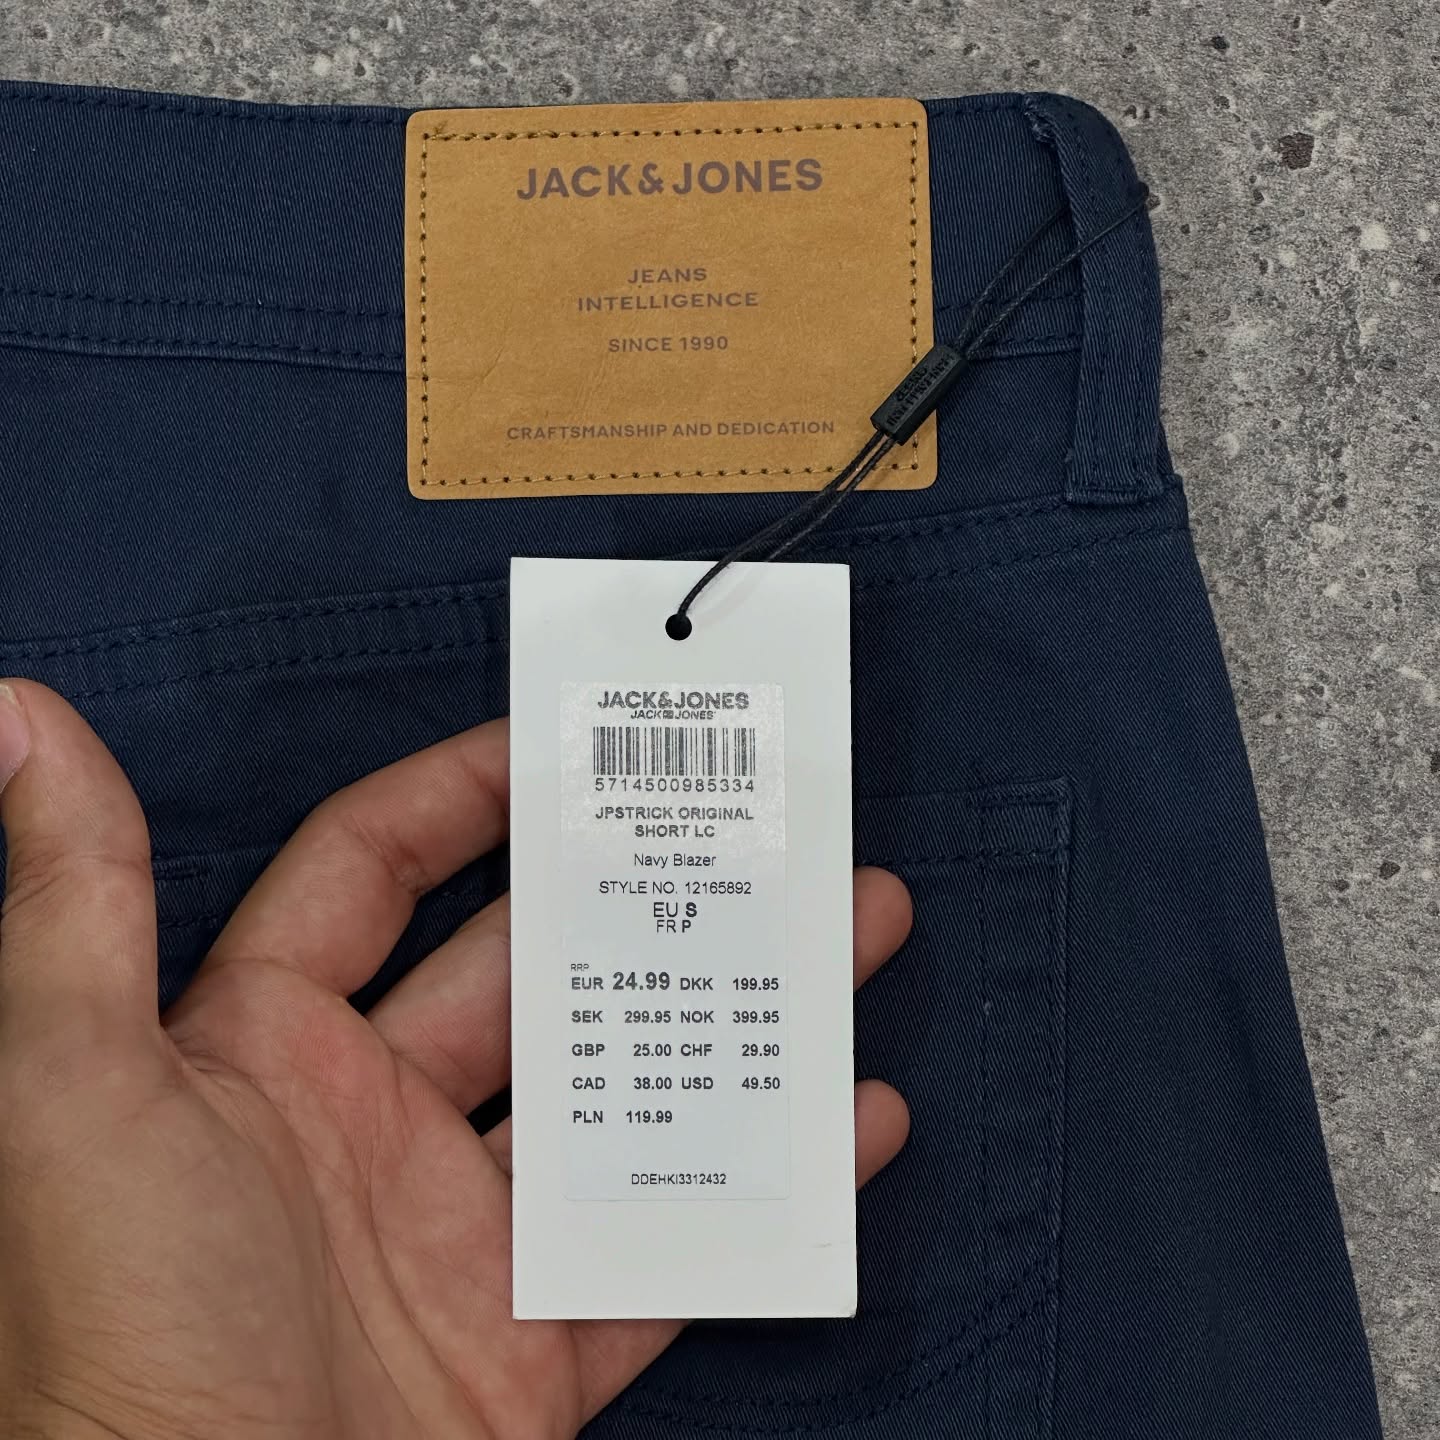 JACK&JONES
JEANS
INTELLIGENCE
SINCE 1990
CRAFTSMANSHIP AND DEDICATION
JACK&JONES
JACK JONES
5714500985334
JPSTRICK ORIGINAL
SHORT LC
Navy Blazer
STYLE NO. 12165892
EU S
FR P
RRP
EUR 24.99 DKK 199.95
SEK 299.95 NOK 399.95
GBP 25.00 CHF 29.90
CAD 38.00 USD 49.50
PLN 119.99
DDEHKI3312432